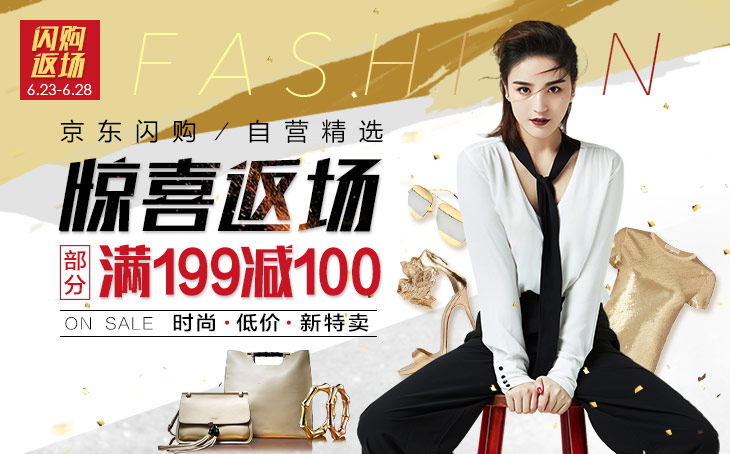 闪购
返场
6.23-6.28
FASHION
京东闪购 / 自营精选
惊喜返场
部分 满199减100
ON SALE 时尚·低价·新特卖